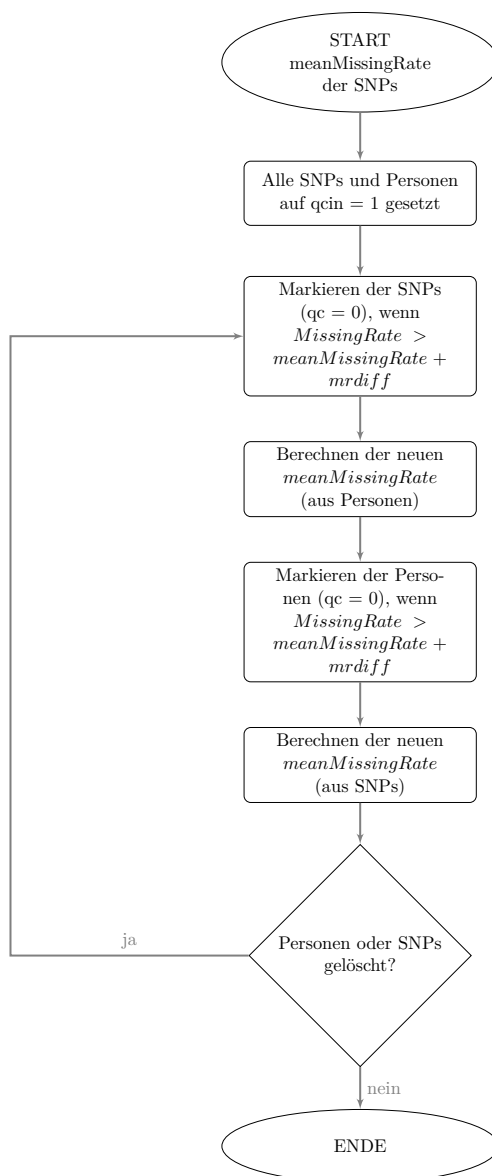 START
meanMissingRate
der SNPs
Alle SNPs und Personen
auf qcin = 1 gesetzt
Markieren der SNPs
(qc = 0), wenn
MissingRate >
meanMissingRate +
mrdiff
Berechnen der neuen
meanMissingRate
(aus Personen)
Markieren der Perso-
nen (qc = 0), wenn
MissingRate >
meanMissingRate +
mrdiff
Berechnen der neuen
meanMissingRate
(aus SNPs)
Personen oder SNPs
gelöscht?
ja
nein
ENDE